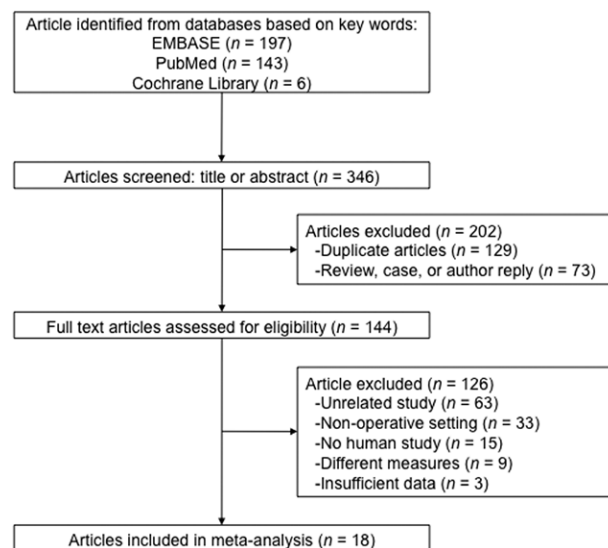 Article identified from databases based on key words:
EMBASE (n = 197)
PubMed (n = 143)
Cochrane Library (n = 6)
Articles screened: title or abstract (n = 346)
Articles excluded (n = 202)
-Duplicate articles (n = 129)
-Review, case, or author reply (n = 73)
Full text articles assessed for eligibility (n = 144)
Article excluded (n = 126)
-Unrelated study (n = 63)
-Non-operative setting (n = 33)
-No human study (n = 15)
-Different measures (n = 9)
-Insufficient data (n = 3)
Articles included in meta-analysis (n = 18)